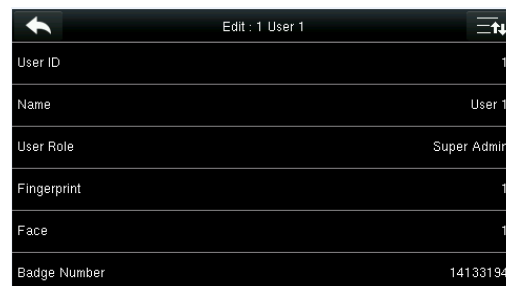 Edit : 1 User 1
User ID 1
Name User 1
User Role Super Admin
Fingerprint 1
Face 1
Badge Number 14133194